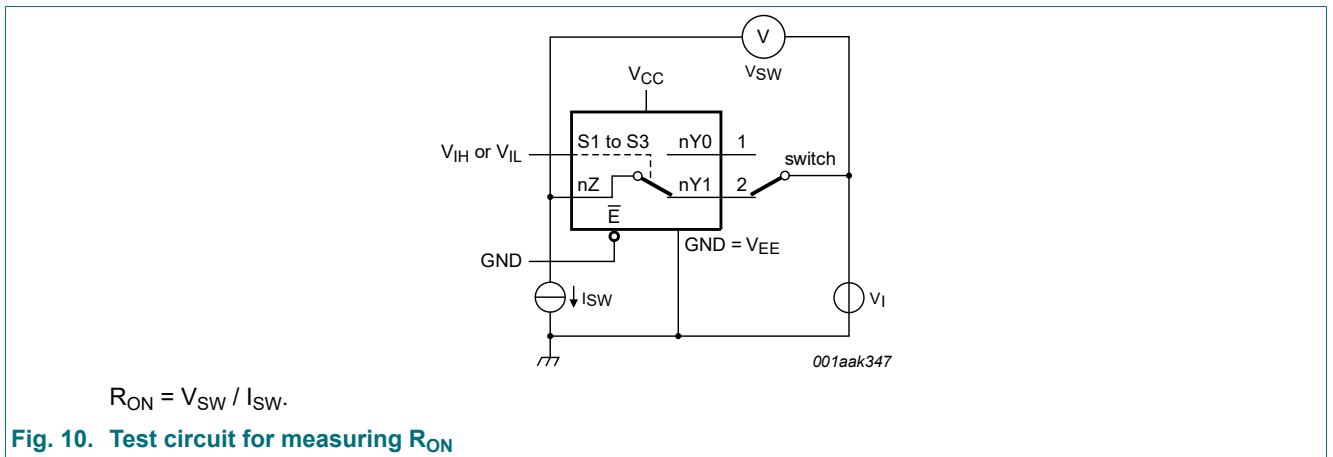 V
VSW
VCC
VIH or VIL
S1 to S3
nY0
1
switch
nZ
nY1
2
E̅
GND = VEE
GND
ISW
VI
001aak347
RON = VSW / ISW.
Fig. 10. Test circuit for measuring RON